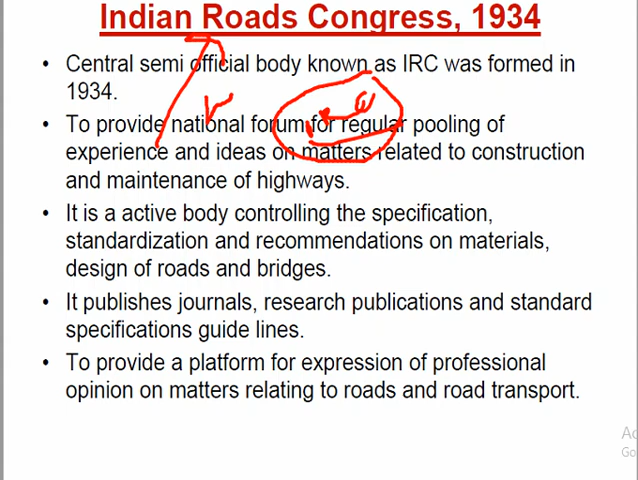 Indian Roads Congress, 1934
• Central semi official body known as IRC was formed in
1934.
• To provide national forum for regular pooling of
experience and ideas on matters related to construction
and maintenance of highways.
• It is a active body controlling the specification,
standardization and recommendations on materials,
design of roads and bridges.
• It publishes journals, research publications and standard
specifications guide lines.
• To provide a platform for expression of professional
opinion on matters relating to roads and road transport.